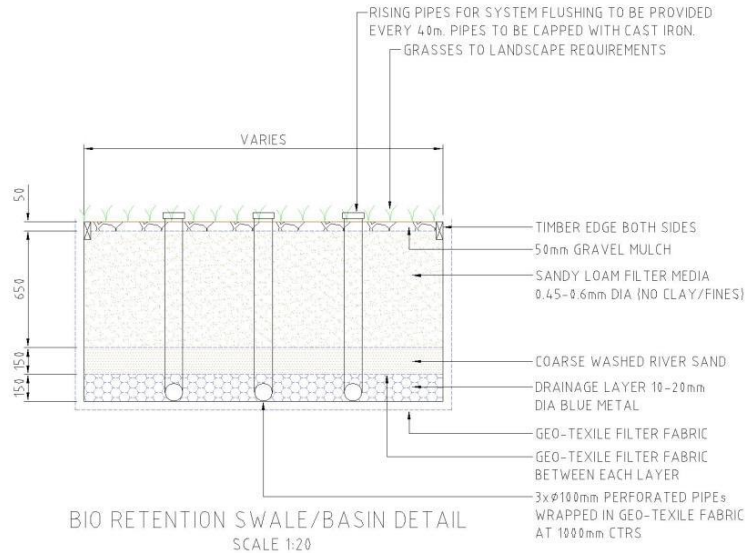 RISING PIPES FOR SYSTEM FLUSHING TO BE PROVIDED
EVERY 40m. PIPES TO BE CAPPED WITH CAST IRON.
GRASSES TO LANDSCAPE REQUIREMENTS
VARIES
50
650
150
150
TIMBER EDGE BOTH SIDES
50mm GRAVEL MULCH
SANDY LOAM FILTER MEDIA
0.45-0.6mm DIA (NO CLAY/FINES)
COARSE WASHED RIVER SAND
DRAINAGE LAYER 10-20mm
DIA BLUE METAL
GEO-TEXILE FILTER FABRIC
GEO-TEXILE FILTER FABRIC
BETWEEN EACH LAYER
3xø100mm PERFORATED PIPEs
WRAPPED IN GEO-TEXILE FABRIC
AT 1000mm CTRS
BIO RETENTION SWALE/BASIN DETAIL
SCALE 1:20